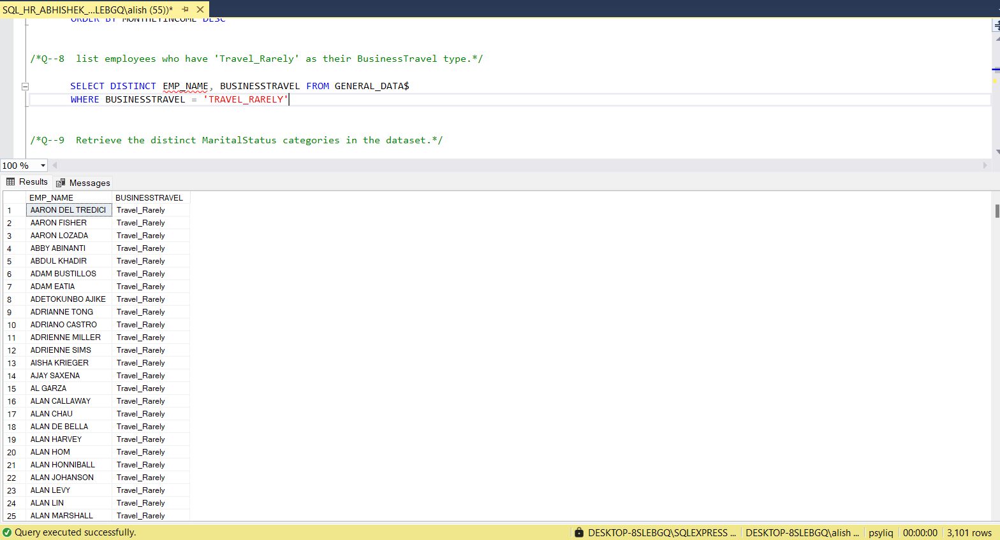 SQL_HR_ABHISHEK_...LEBGQ\alish (55))*
ORDER BY MONTHLYINCOME DESC
/*Q--8  list employees who have 'Travel_Rarely' as their BusinessTravel type.*/
SELECT DISTINCT EMP_NAME, BUSINESSTRAVEL FROM GENERAL_DATA$
WHERE BUSINESSTRAVEL = 'TRAVEL_RARELY'
/*Q--9  Retrieve the distinct MaritalStatus categories in the dataset.*/
100 %
Results Messages
EMP_NAME BUSINESSTRAVEL
1 AARON DEL TREDICI Travel_Rarely
2 AARON FISHER Travel_Rarely
3 AARON LOZADA Travel_Rarely
4 ABBY ABINANTI Travel_Rarely
5 ABDUL KHADIR Travel_Rarely
6 ADAM BUSTILLOS Travel_Rarely
7 ADAM EATIA Travel_Rarely
8 ADETOKUNBO AJIKE Travel_Rarely
9 ADRIANNE TONG Travel_Rarely
10 ADRIANO CASTRO Travel_Rarely
11 ADRIENNE MILLER Travel_Rarely
12 ADRIENNE SIMS Travel_Rarely
13 AISHA KRIEGER Travel_Rarely
14 AJAY SAXENA Travel_Rarely
15 AL GARZA Travel_Rarely
16 ALAN CALLAWAY Travel_Rarely
17 ALAN CHAU Travel_Rarely
18 ALAN DE BELLA Travel_Rarely
19 ALAN HARVEY Travel_Rarely
20 ALAN HOM Travel_Rarely
21 ALAN HONNIBALL Travel_Rarely
22 ALAN JOHANSON Travel_Rarely
23 ALAN LEVY Travel_Rarely
24 ALAN LIN Travel_Rarely
25 ALAN MARSHALL Travel_Rarely
Query executed successfully. DESKTOP-8SLEBGQ\SQLEXPRESS ... DESKTOP-8SLEBGQ\alish ... psyliq 00:00:00 3,101 rows